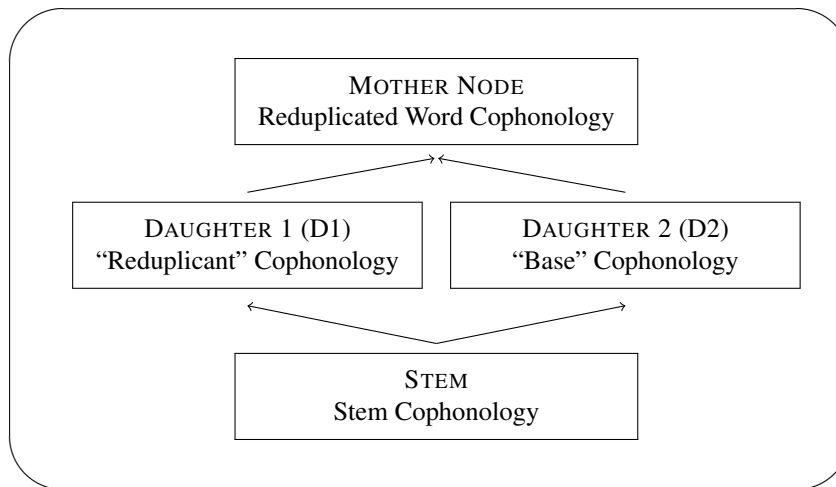 MOTHER NODE
Reduplicated Word Cophonology
DAUGHTER 1 (D1)
“Reduplicant” Cophonology
DAUGHTER 2 (D2)
“Base” Cophonology
STEM
Stem Cophonology